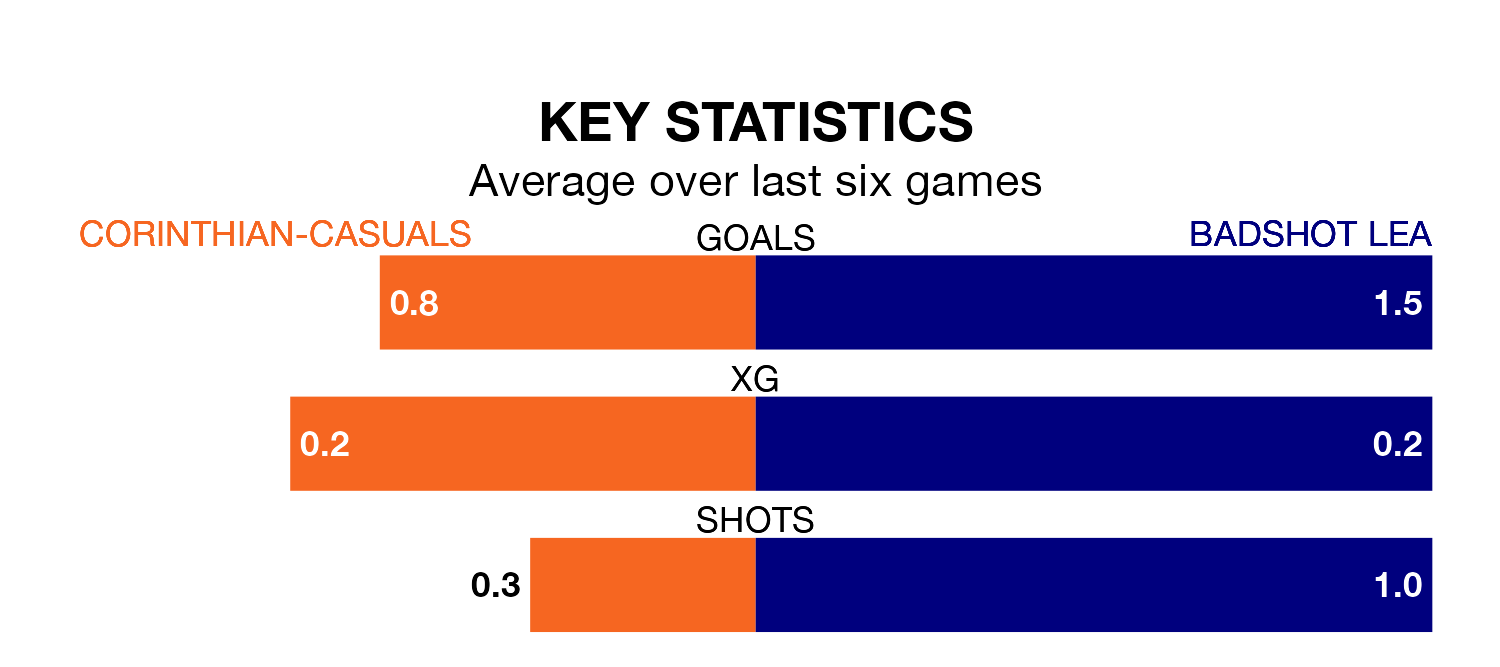 KEY STATISTICS
Average over last six games
CORINTHIAN-CASUALS GOALS BADSHOT LEA
0.8 1.5
XG
0.2 0.2
SHOTS
0.3 1.0